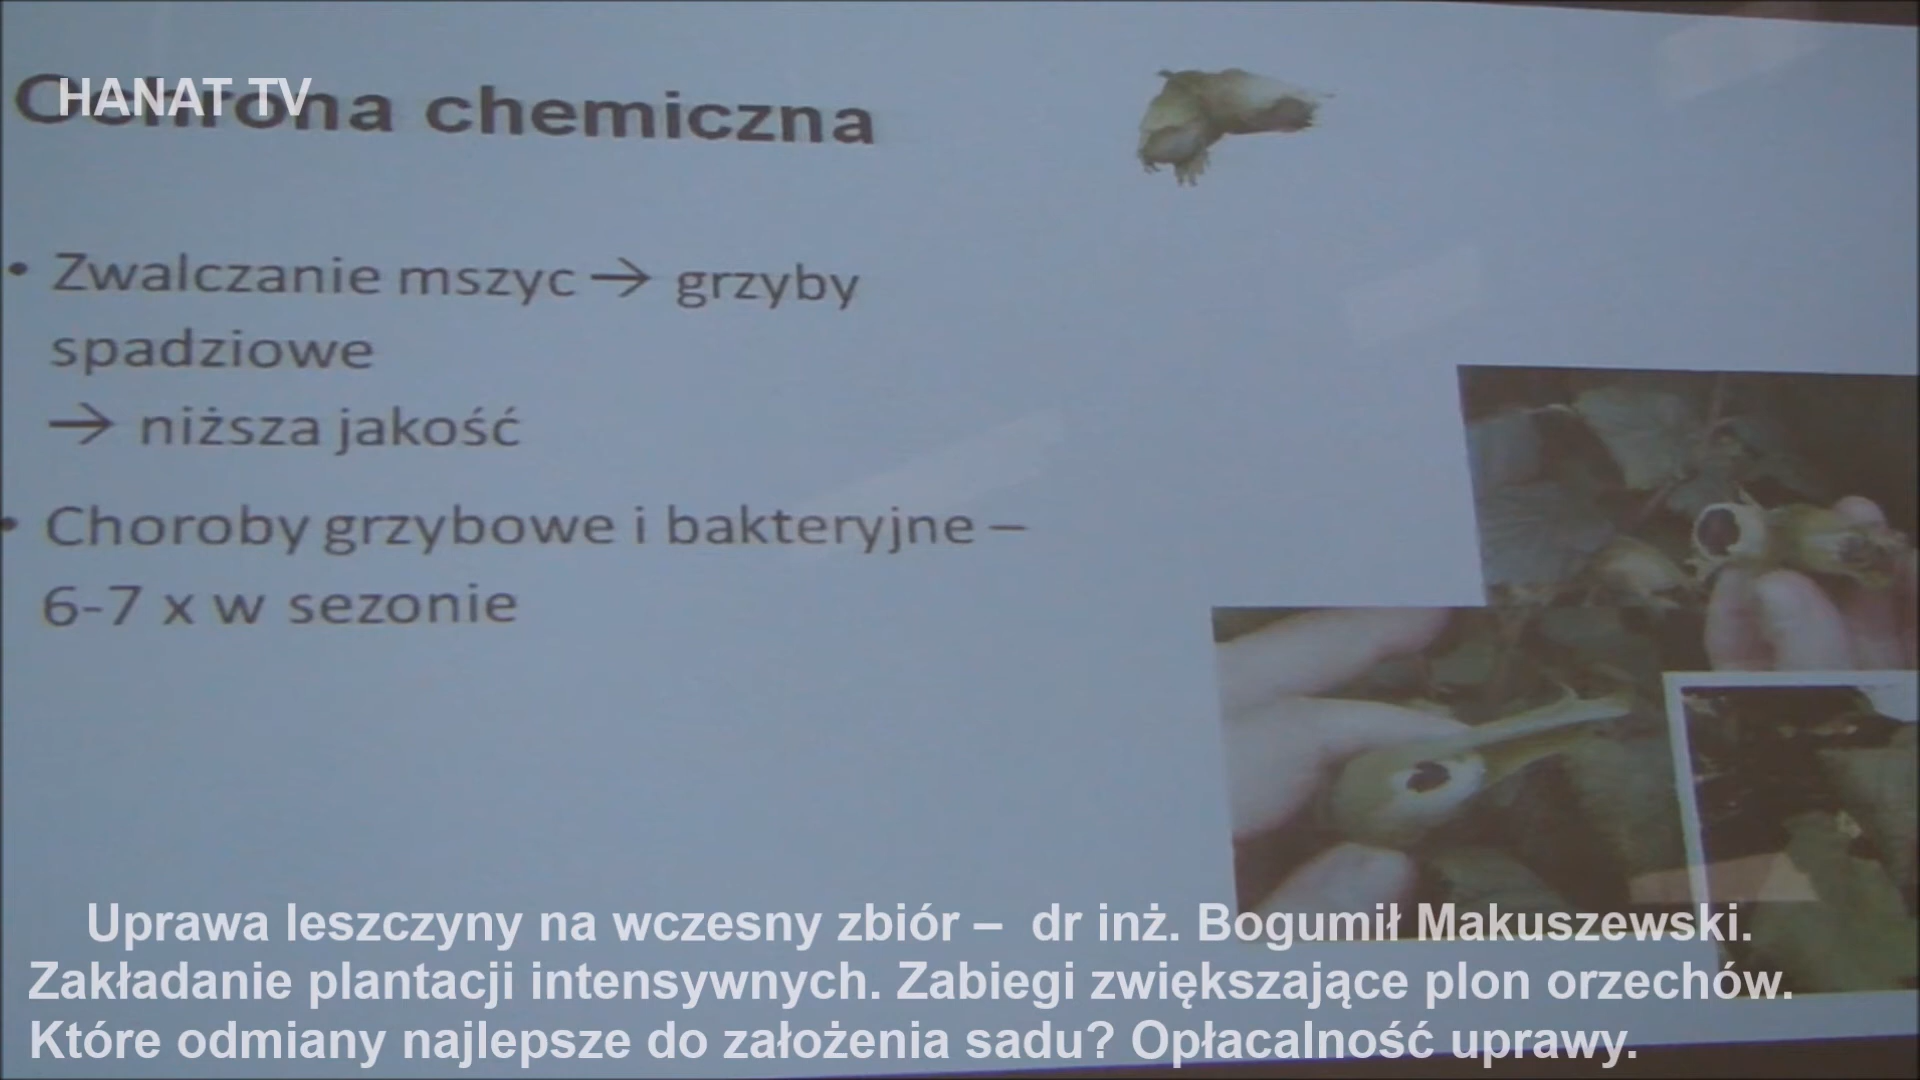 HANAT TV
Ochrona chemiczna
• Zwalczanie mszyc → grzyby
spadziowe
→ niższa jakość
• Choroby grzybowe i bakteryjne –
6-7 x w sezonie
Uprawa leszczyny na wczesny zbiór – dr inż. Bogumił Makuszewski.
Zakładanie plantacji intensywnych. Zabiegi zwiększające plon orzechów.
Które odmiany najlepsze do założenia sadu? Opłacalność uprawy.